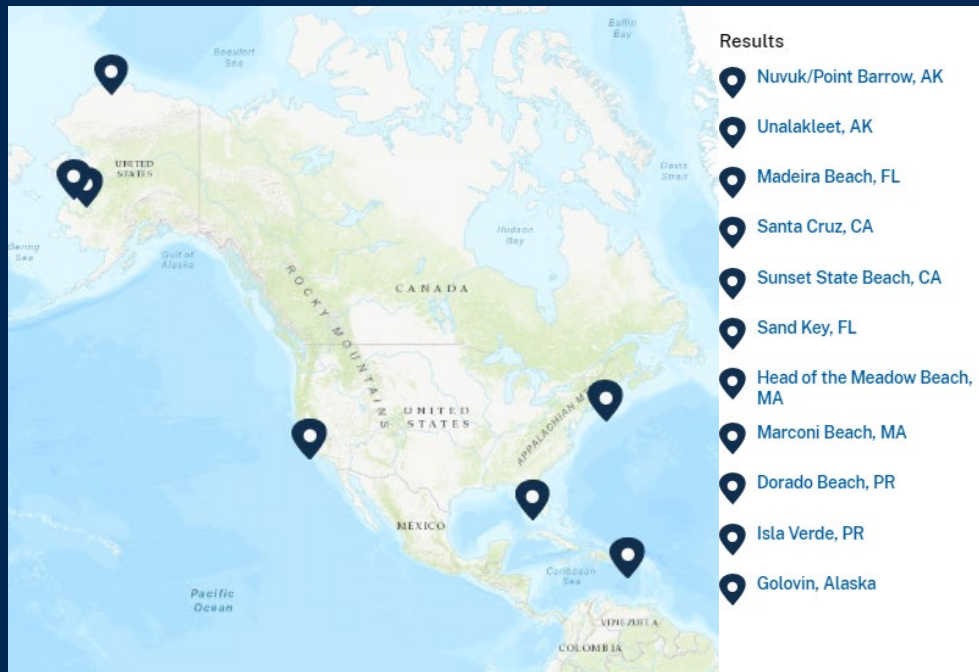 Baffin
Bay
Beaufort
Sea
Davis
Strait
UNITED
STATES
Hudson
Bay
Bering
Sea
Gulf of
Alaska
CANADA
ROCKY MOUNTAINS
UNITED
STATES
APPALACHIAN M
MÉXICO
Caribbean
Sea
Pacific
Ocean
VENEZUELA
COLOMBIA
Results
Nuvuk/Point Barrow, AK
Unalakleet, AK
Madeira Beach, FL
Santa Cruz, CA
Sunset State Beach, CA
Sand Key, FL
Head of the Meadow Beach,
MA
Marconi Beach, MA
Dorado Beach, PR
Isla Verde, PR
Golovin, Alaska